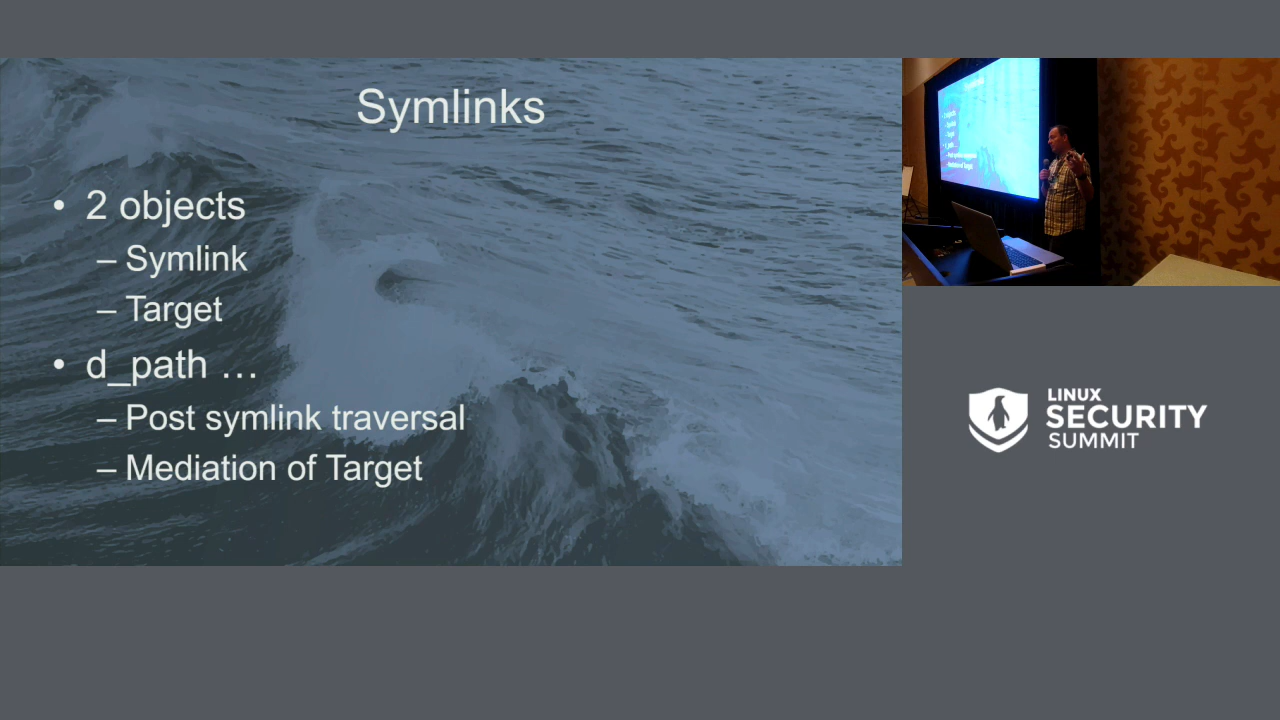 Symlinks
• 2 objects
– Symlink
– Target
• d_path …
– Post symlink traversal
– Mediation of Target
LINUX
SECURITY
SUMMIT